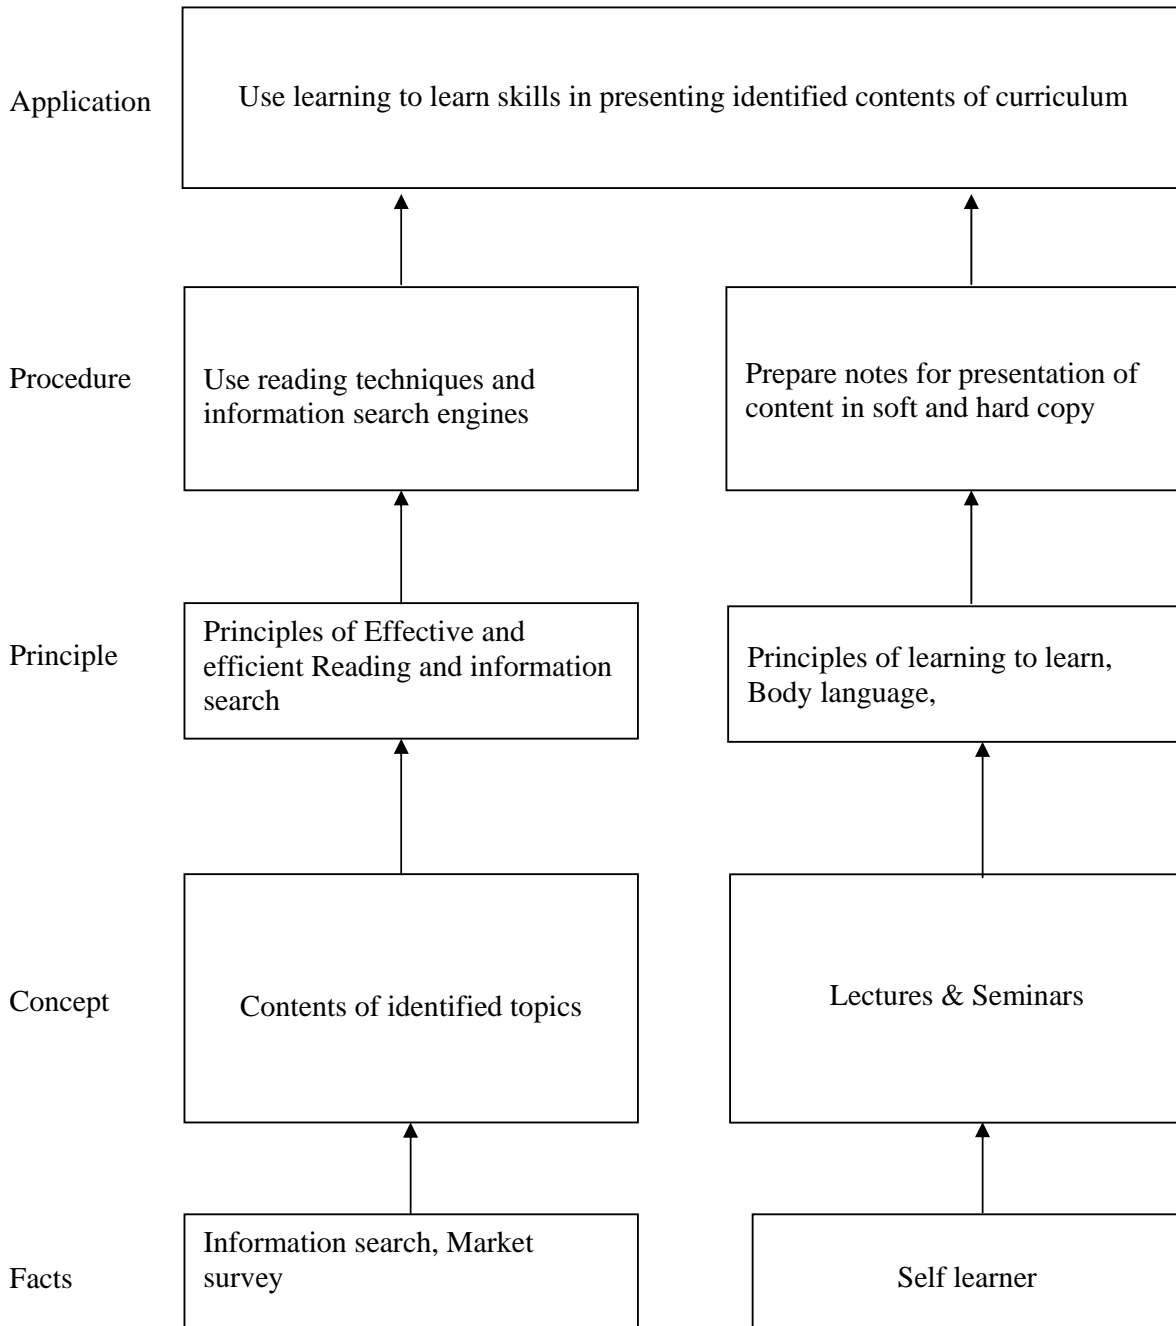 Application
Use learning to learn skills in presenting identified contents of curriculum
Procedure
Use reading techniques and
information search engines
Prepare notes for presentation of
content in soft and hard copy
Principle
Principles of Effective and
efficient Reading and information
search
Principles of learning to learn,
Body language,
Concept
Contents of identified topics
Lectures & Seminars
Facts
Information search, Market
survey
Self learner